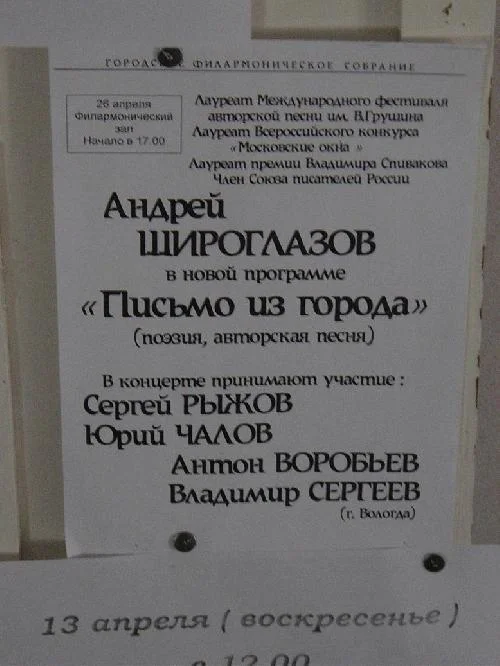 ГОРОДСКОЕ ФИЛАРМОНИЧЕСКОЕ СОБРАНИЕ
26 апреля
Филармонический
зал
Начало в 17.00
Лауреат Международного фестиваля
авторской песни им. В.Грушина
Лауреат Всероссийского конкурса
«Московские окна »
Лауреат премии Владимира Спивакова
Член Союза писателей России
Андрей
ШИРОГЛАЗОВ
в новой программе
«Письмо из города»
(поэзия, авторская песня)
В концерте принимают участие :
Сергей РЫЖОВ
Юрий ЧАЛОВ
Антон ВОРОБЬЕВ
Владимир СЕРГЕЕВ
(г. Вологда)
13 апреля ( воскресенье )
в 12.00